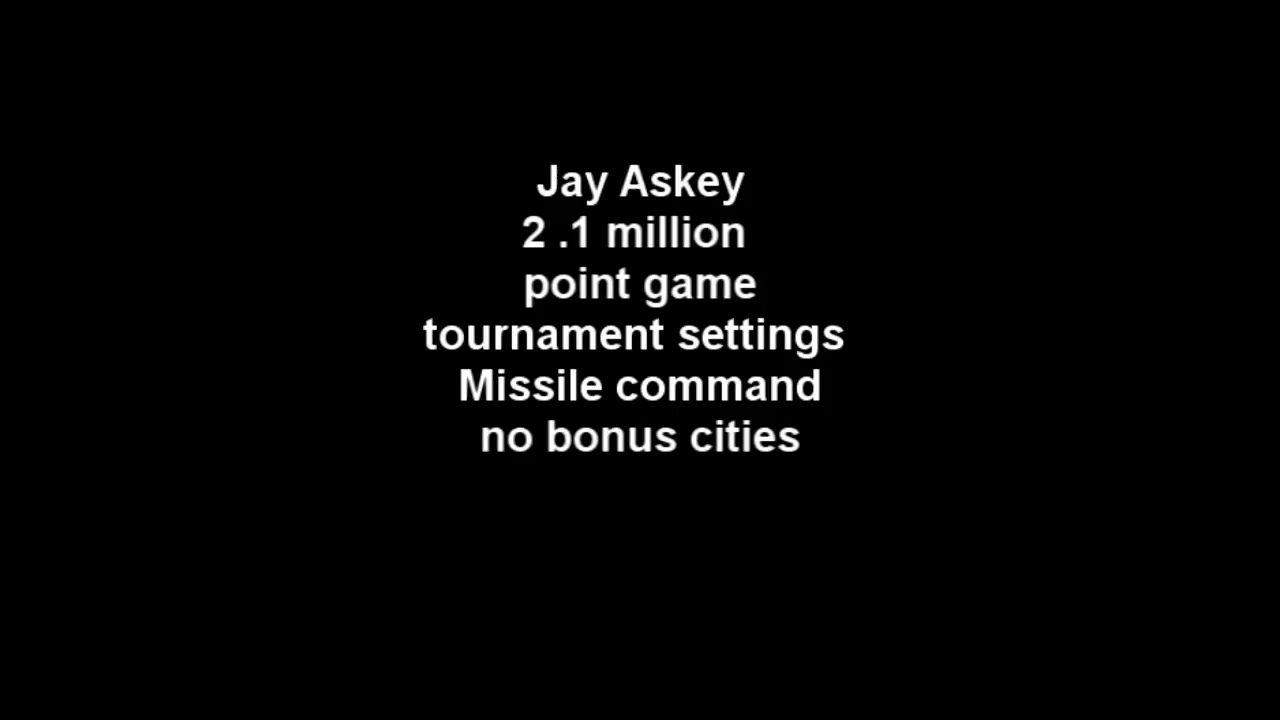 Jay Askey
2 .1 million
point game
tournament settings
Missile command
no bonus cities